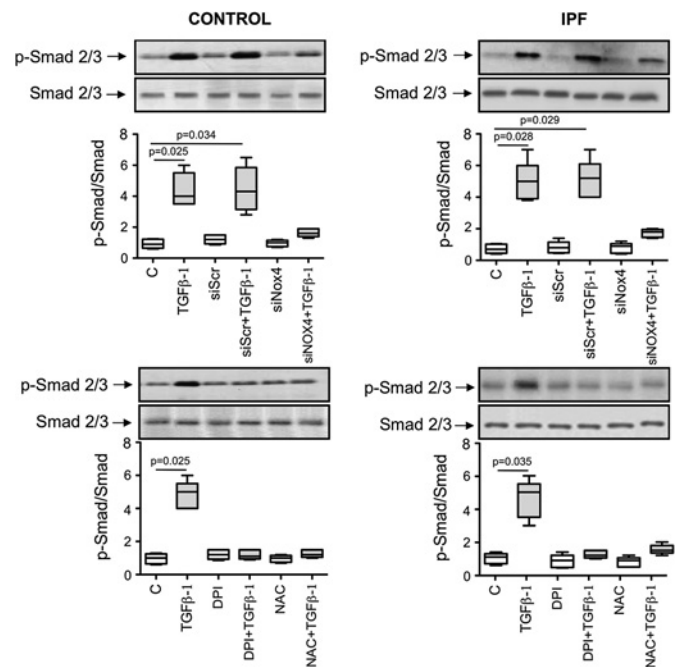 CONTROL
p-Smad 2/3
Smad 2/3
8
6
4
2
0
p-Smad/Smad
p=0.034
p=0.025
C
TGFβ-1
siScr
siScr+TGFβ-1
siNox4
siNOX4+TGFβ-1
IPF
p-Smad 2/3
Smad 2/3
8
6
4
2
0
p-Smad/Smad
p=0.029
p=0.028
C
TGFβ-1
siScr
siScr+TGFβ-1
siNox4
siNOX4+TGFβ-1
p-Smad 2/3
Smad 2/3
8
6
4
2
0
p-Smad/Smad
p=0.025
C
TGFβ-1
DPI
DPI+TGFβ-1
NAC
NAC+TGFβ-1
p-Smad 2/3
Smad 2/3
8
6
4
2
0
p-Smad/Smad
p=0.035
C
TGFβ-1
DPI
DPI+TGFβ-1
NAC
NAC+TGFβ-1